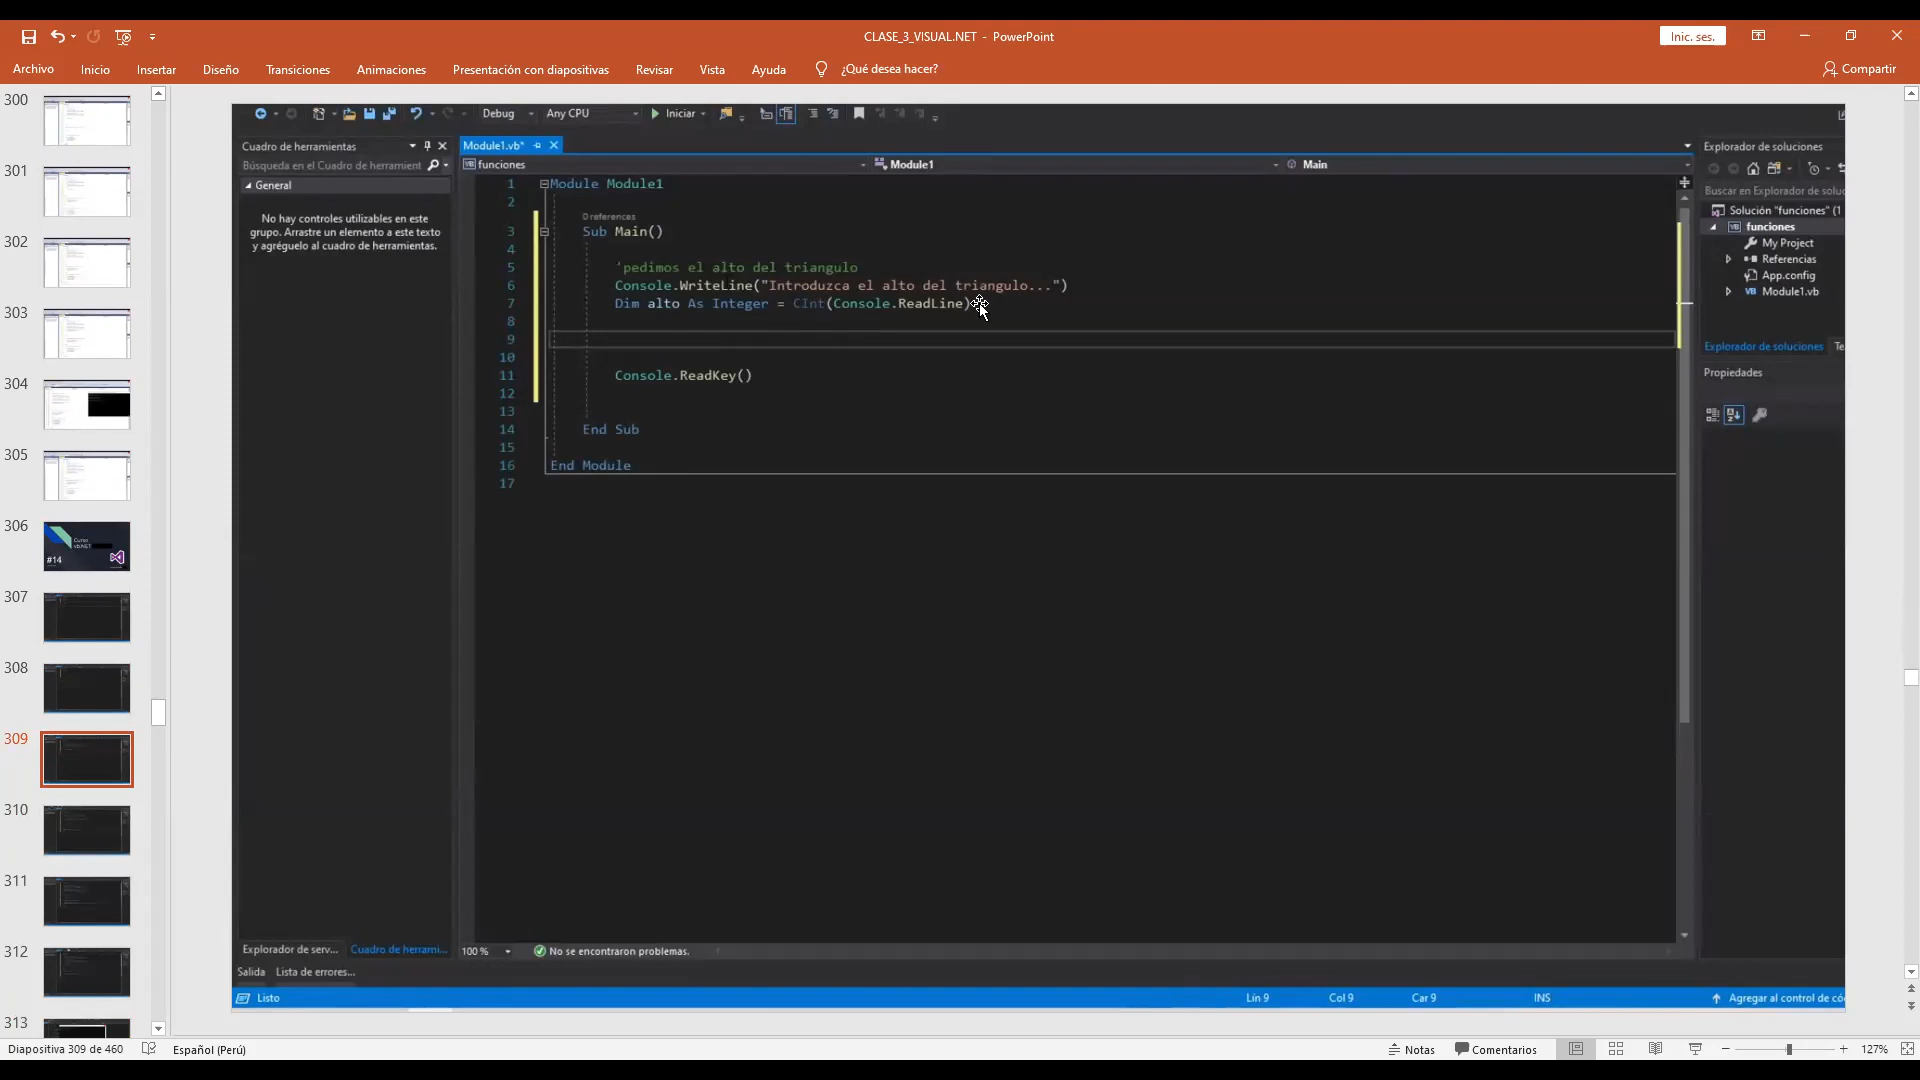 CLASE_3_VISUAL.NET - PowerPoint
Inic. ses.
Archivo Inicio Insertar Diseño Transiciones Animaciones Presentación con diapositivas Revisar Vista Ayuda ¿Qué desea hacer? Compartir
300
301
302
303
304
305
306
#14
307
308
309
310
311
312
313
Debug Any CPU Iniciar
Cuadro de herramientas
Búsqueda en el Cuadro de herramient
General
No hay controles utilizables en este
grupo. Arrastre un elemento a este texto
y agréguelo al cuadro de herramientas.
Module1.vb*
funciones Module1 Main
1 Module Module1
2
0 references
3 Sub Main()
4
5 'pedimos el alto del triangulo
6 Console.WriteLine("Introduzca el alto del triangulo...")
7 Dim alto As Integer = CInt(Console.ReadLine)
8
9
10
11 Console.ReadKey()
12
13
14 End Sub
15
16 End Module
17
Explorador de soluciones
Buscar en Explorador de soluc
Solución "funciones" (1
funciones
My Project
Referencias
App.config
Module1.vb
Explorador de soluciones Te
Propiedades
Explorador de serv... Cuadro de herrami...
100 % No se encontraron problemas.
Salida Lista de errores...
Listo Lín 9 Col 9 Car 9 INS Agregar al control de có
Diapositiva 309 de 460 Español (Perú) Notas Comentarios 127%